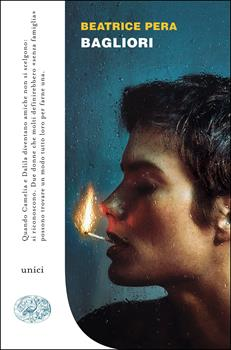 BEATRICE PERA
BAGLIORI
Quando Camelia e Dalila diventano amiche non si scelgono:
si riconoscono. Due donne che molti definirebbero «senza famiglia»
possono trovare un modo tutto loro per farne una.
unici